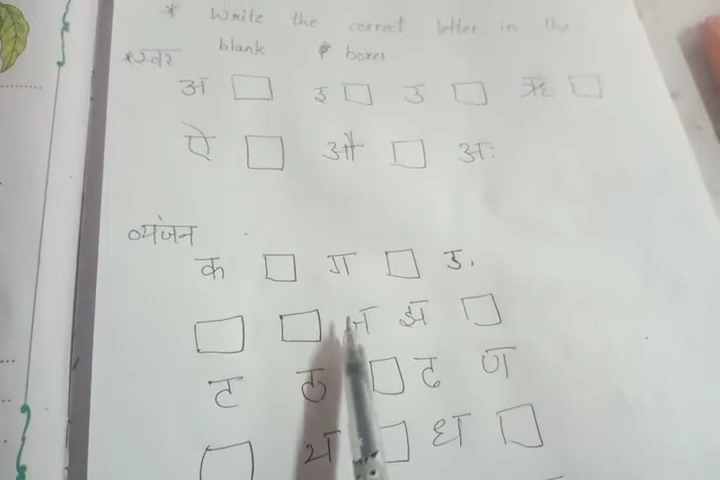 * Write the correct letter in the
blank boxes
* स्वर
अ इ उ ऋ
ऐ औ अः
व्यंजन
क ग ङ
ज झ
ट ठ ढ ण
थ ध